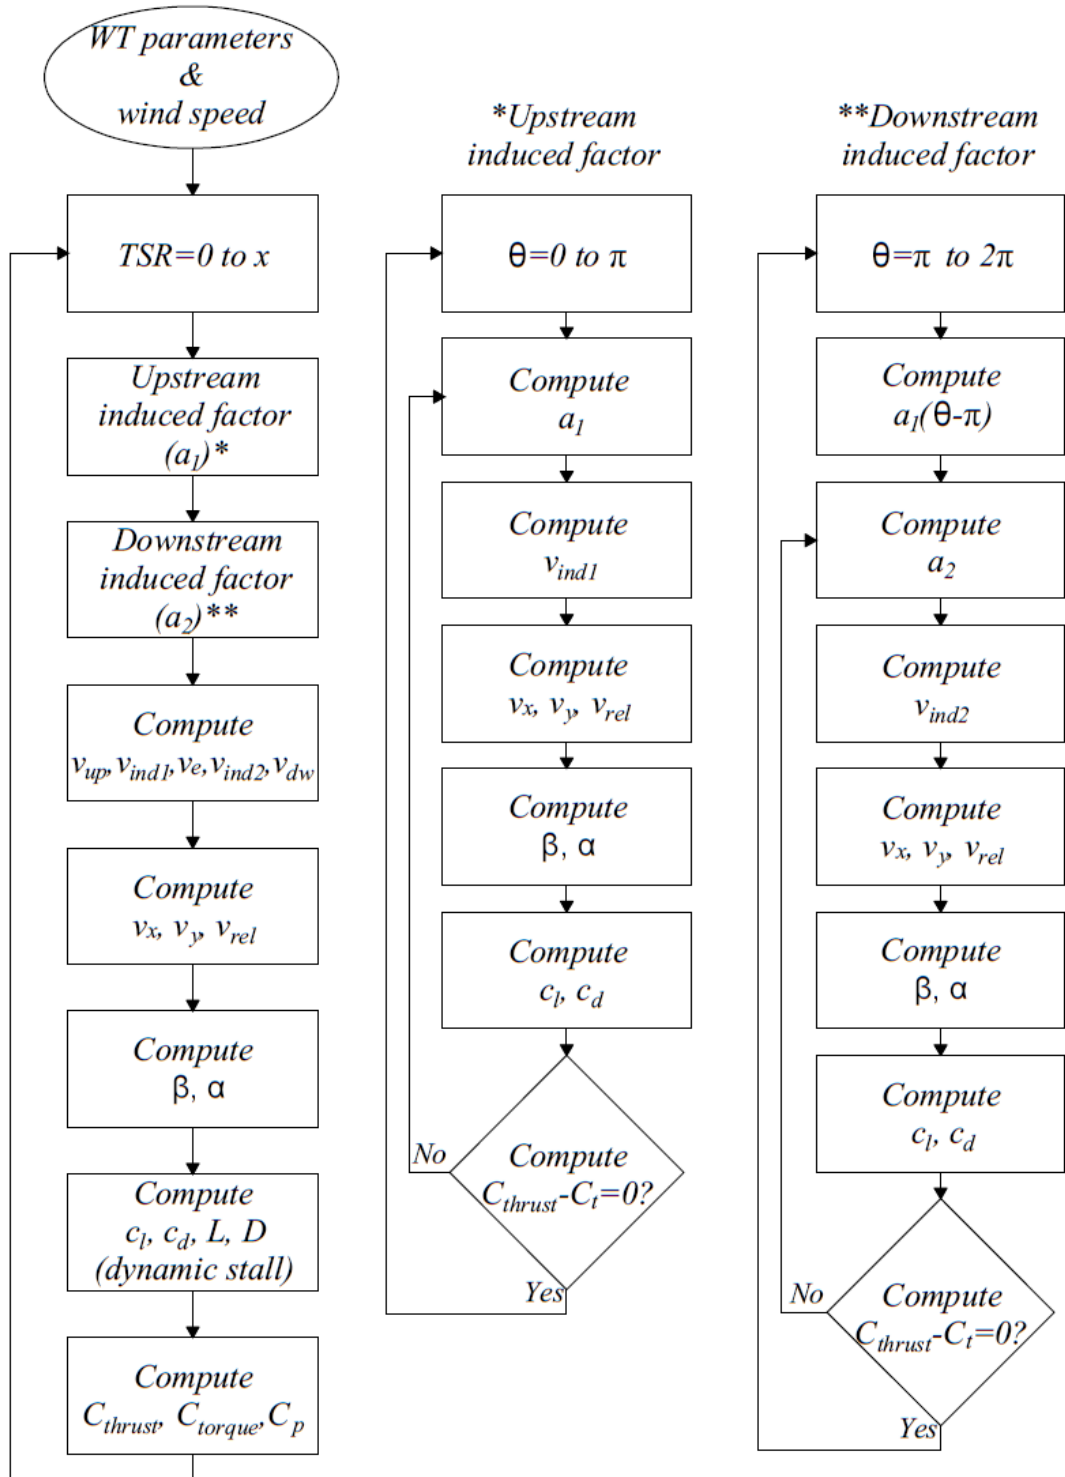 WT parameters
&
wind speed
TSR=0 to x
Upstream
induced factor
(a1)*
Downstream
induced factor
(a2)**
Compute
vup,vind1,ve,vind2,vdw
Compute
vx, vy, vrel
Compute
β, α
Compute
cl, cd, L, D
(dynamic stall)
Compute
Cthrust, Ctorque,Cp
*Upstream
induced factor
θ=0 to π
Compute
a1
Compute
vind1
Compute
vx, vy, vrel
Compute
β, α
Compute
cl, cd
No
Compute
Cthrust-Ct=0?
Yes
**Downstream
induced factor
θ=π to 2π
Compute
a1(θ-π)
Compute
a2
Compute
vind2
Compute
vx, vy, vrel
Compute
β, α
Compute
cl, cd
No
Compute
Cthrust-Ct=0?
Yes